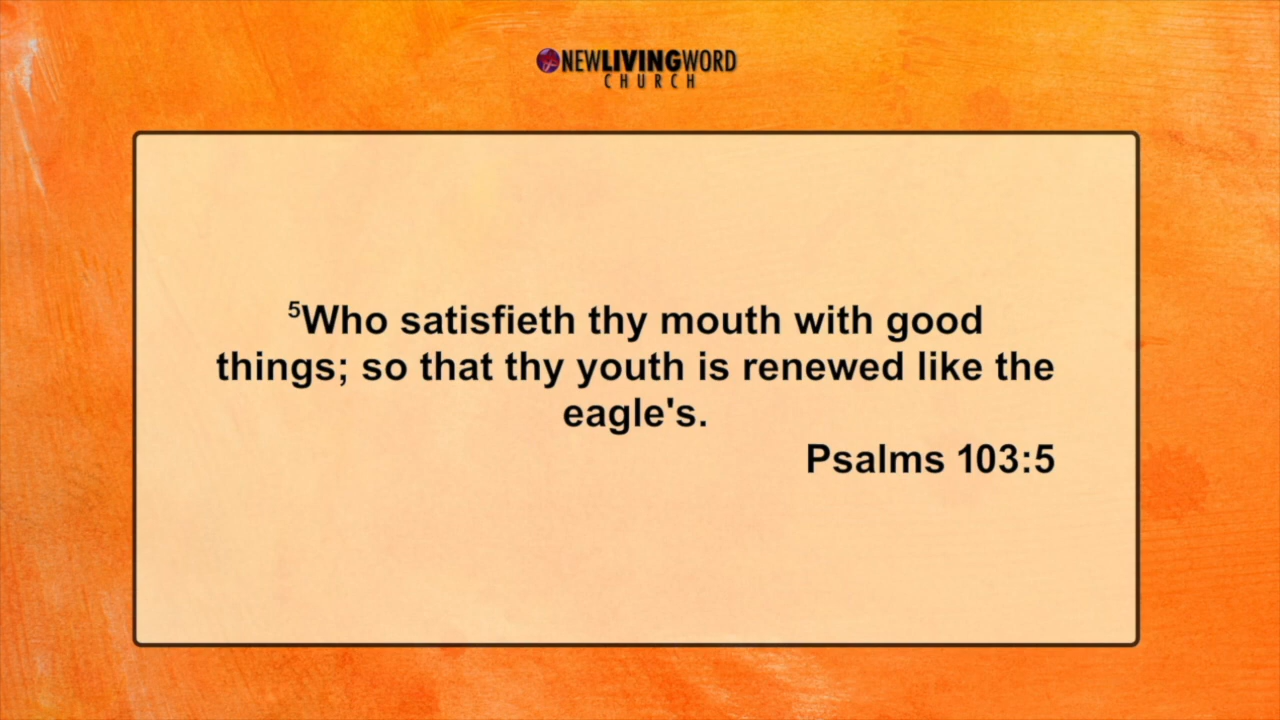 NEWLIVINGWORD
CHURCH
⁵Who satisfieth thy mouth with good
things; so that thy youth is renewed like the
eagle's.
Psalms 103:5